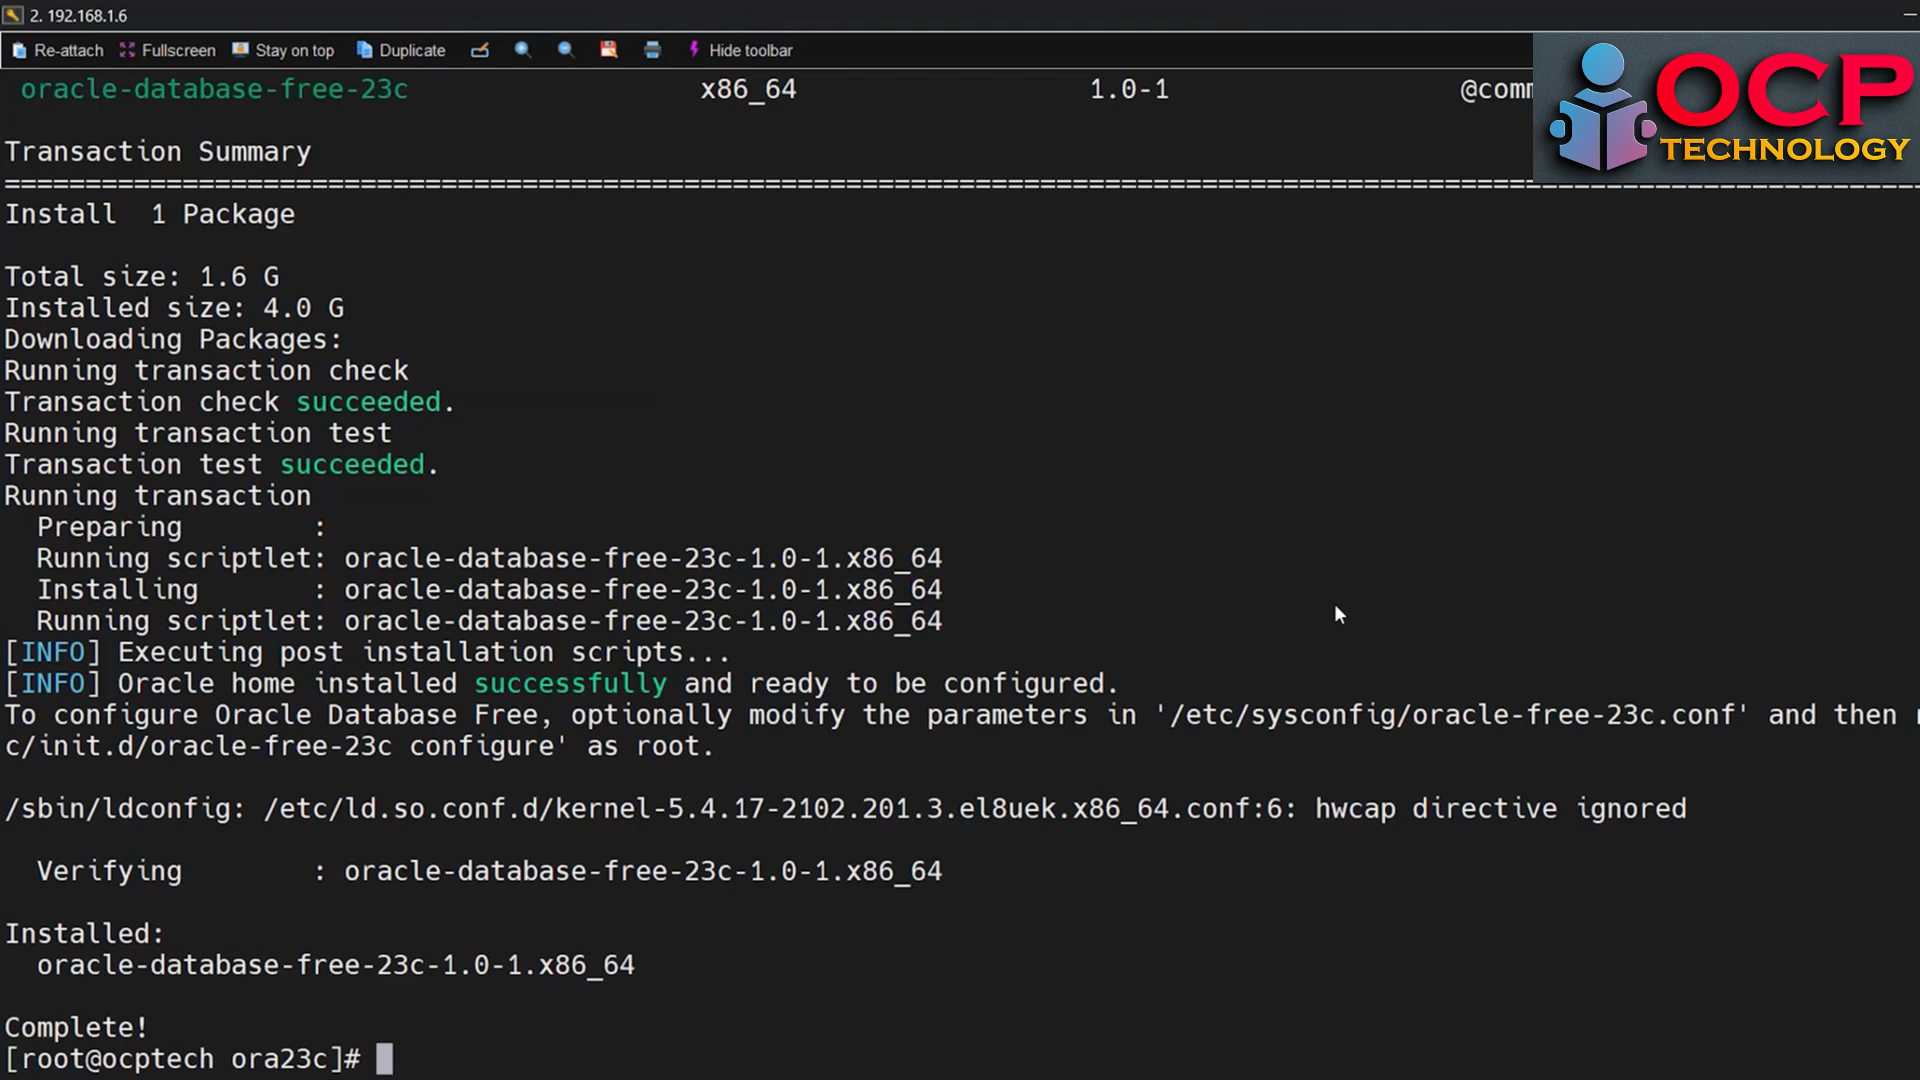 2. 192.168.1.6
Re-attach Fullscreen Stay on top Duplicate Hide toolbar
OCP
TECHNOLOGY
oracle-database-free-23c x86_64 1.0-1 @comm
Transaction Summary
================================================================================
Install  1 Package
Total size: 1.6 G
Installed size: 4.0 G
Downloading Packages:
Running transaction check
Transaction check succeeded.
Running transaction test
Transaction test succeeded.
Running transaction
Preparing        :
Running scriptlet: oracle-database-free-23c-1.0-1.x86_64
Installing       : oracle-database-free-23c-1.0-1.x86_64
Running scriptlet: oracle-database-free-23c-1.0-1.x86_64
[INFO] Executing post installation scripts...
[INFO] Oracle home installed successfully and ready to be configured.
To configure Oracle Database Free, optionally modify the parameters in '/etc/sysconfig/oracle-free-23c.conf' and then
c/init.d/oracle-free-23c configure' as root.
/sbin/ldconfig: /etc/ld.so.conf.d/kernel-5.4.17-2102.201.3.el8uek.x86_64.conf:6: hwcap directive ignored
Verifying        : oracle-database-free-23c-1.0-1.x86_64
Installed:
oracle-database-free-23c-1.0-1.x86_64
Complete!
[root@ocptech ora23c]#